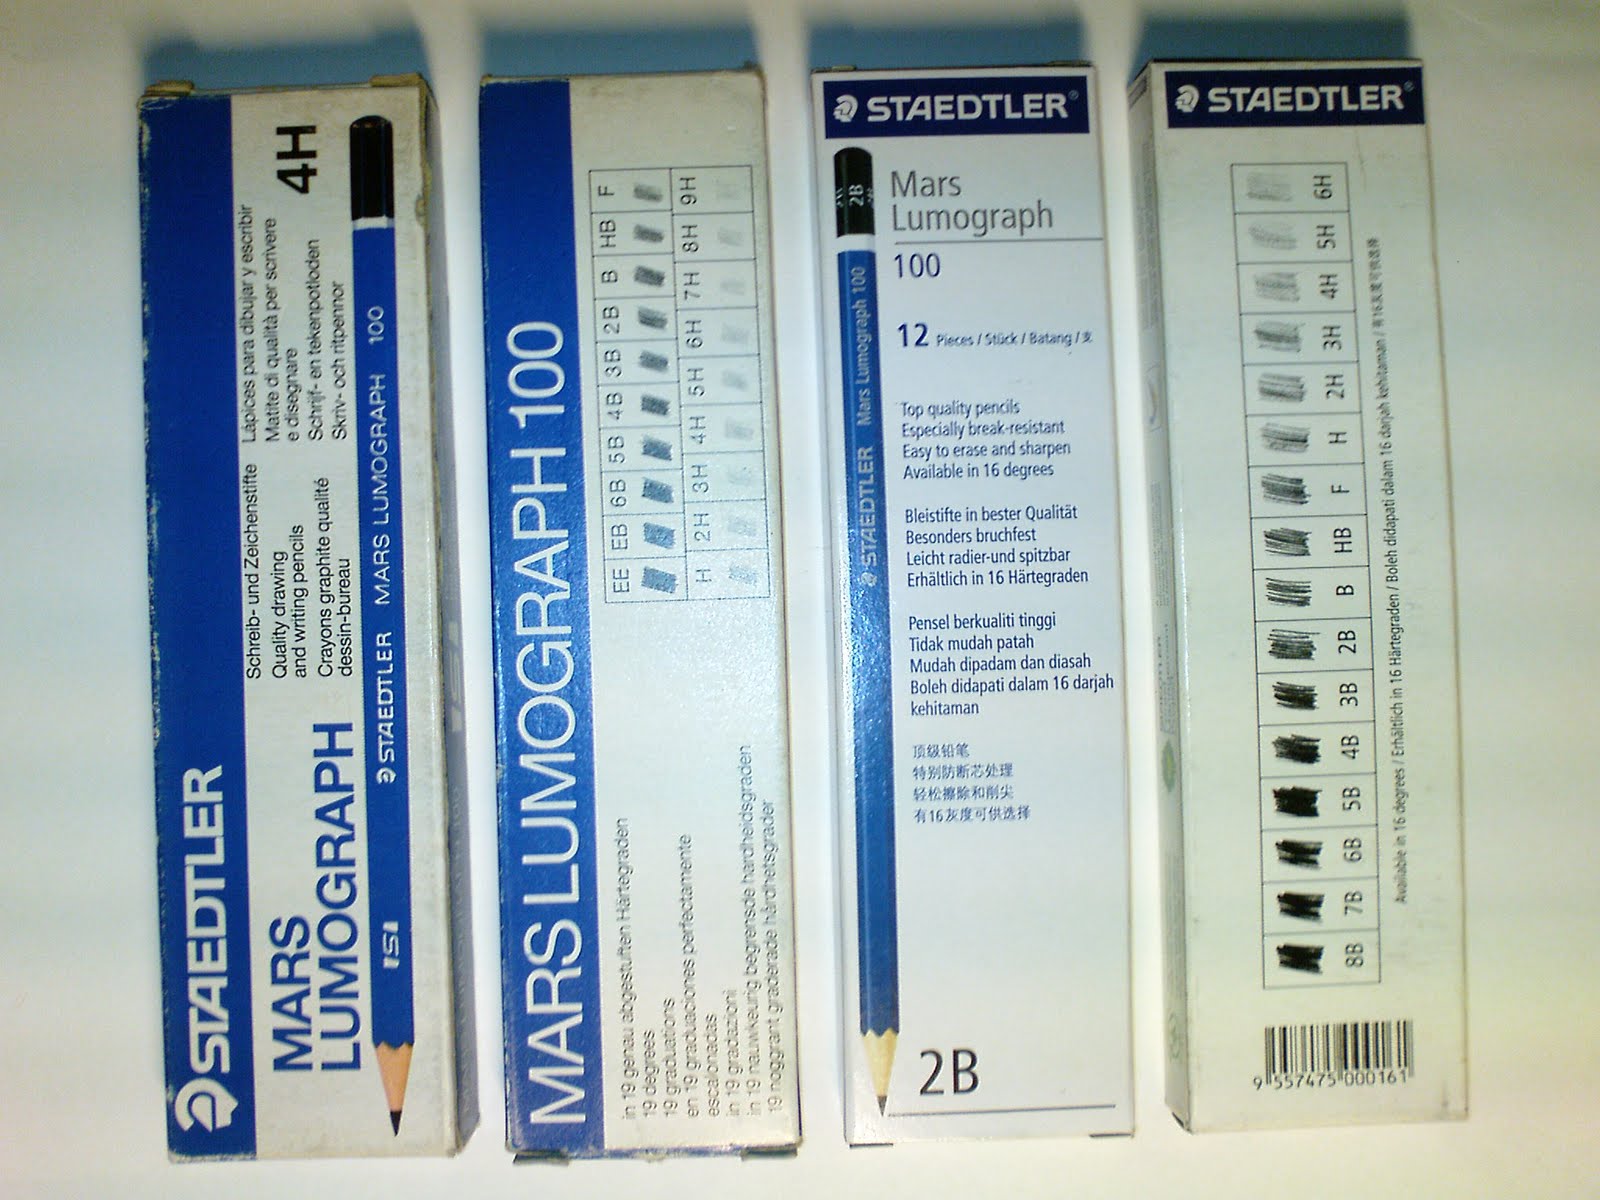 STAEDTLER
MARS
LUMOGRAPH
Schreib- und Zeichenstifte
Quality drawing
and writing pencils
Crayons graphite qualité
dessin-bureau
Lápices para dibujar y escribir
Matite di qualità per scrivere
e disegnare
Schrijf- en tekenpotloden
Skriv- och ritpennor
4H
STAEDTLER MARS LUMOGRAPH 100
MARS LUMOGRAPH 100
in 19 genau abgestuften Härtegraden
19 degrees
19 graduations
en 19 graduaciones perfectamente
escalonadas
in 19 gradazioni
in 19 nauwkeurig begrensde hardheidsgraden
19 noggrant graderade hårdhetsgrader
EE EB 6B 5B 4B 3B 2B B HB F
H 2H 3H 4H 5H 6H 7H 8H 9H
STAEDTLER®
2B
STAEDTLER Mars Lumograph 100
Mars
Lumograph
100
12 Pieces / Stück / Batang / 支
Top quality pencils
Especially break-resistant
Easy to erase and sharpen
Available in 16 degrees
Bleistifte in bester Qualität
Besonders bruchfest
Leicht radier-und spitzbar
Erhältlich in 16 Härtegraden
Pensel berkualiti tinggi
Tidak mudah patah
Mudah dipadam dan diasah
Boleh didapati dalam 16 darjah
kehitaman
顶级铅笔
特别防断芯处理
轻松擦除和削尖
有16灰度可供选择
2B
STAEDTLER®
8B 7B 6B 5B 4B 3B 2B B HB F H 2H 3H 4H 5H 6H
Available in 16 degrees / Erhältlich in 16 Härtegraden / Boleh didapati dalam 16 darjah kehitaman / 有16灰度可供选择
9 557475 000161